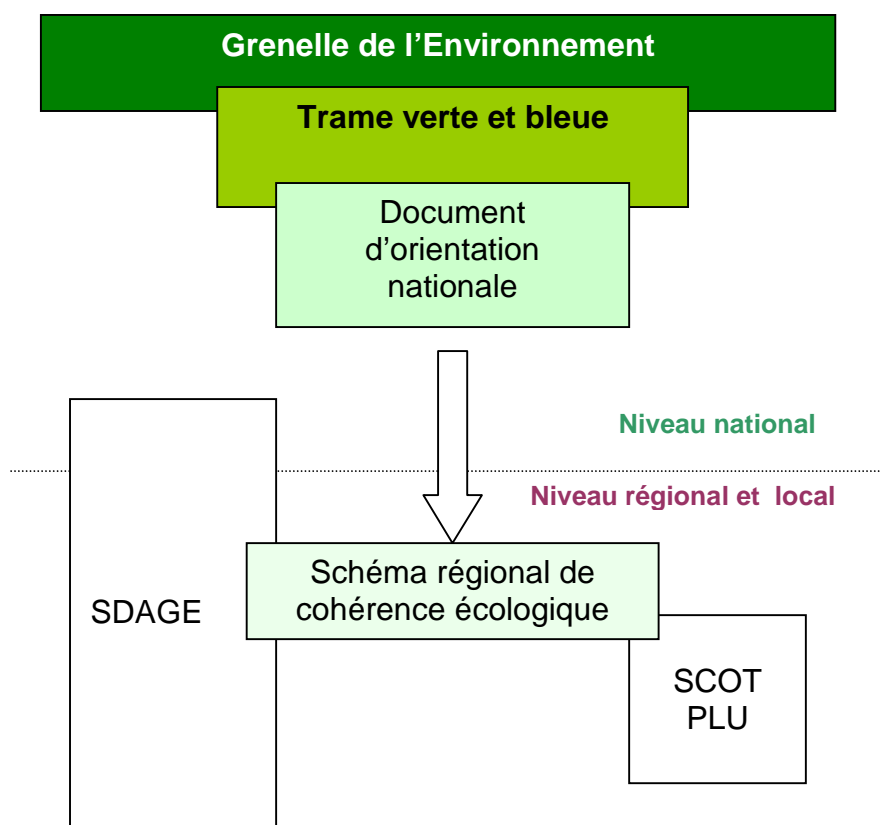 Grenelle de l’Environnement
Trame verte et bleue
Document
d’orientation
nationale
Niveau national
Niveau régional et local
Schéma régional de
cohérence écologique
SDAGE
SCOT
PLU